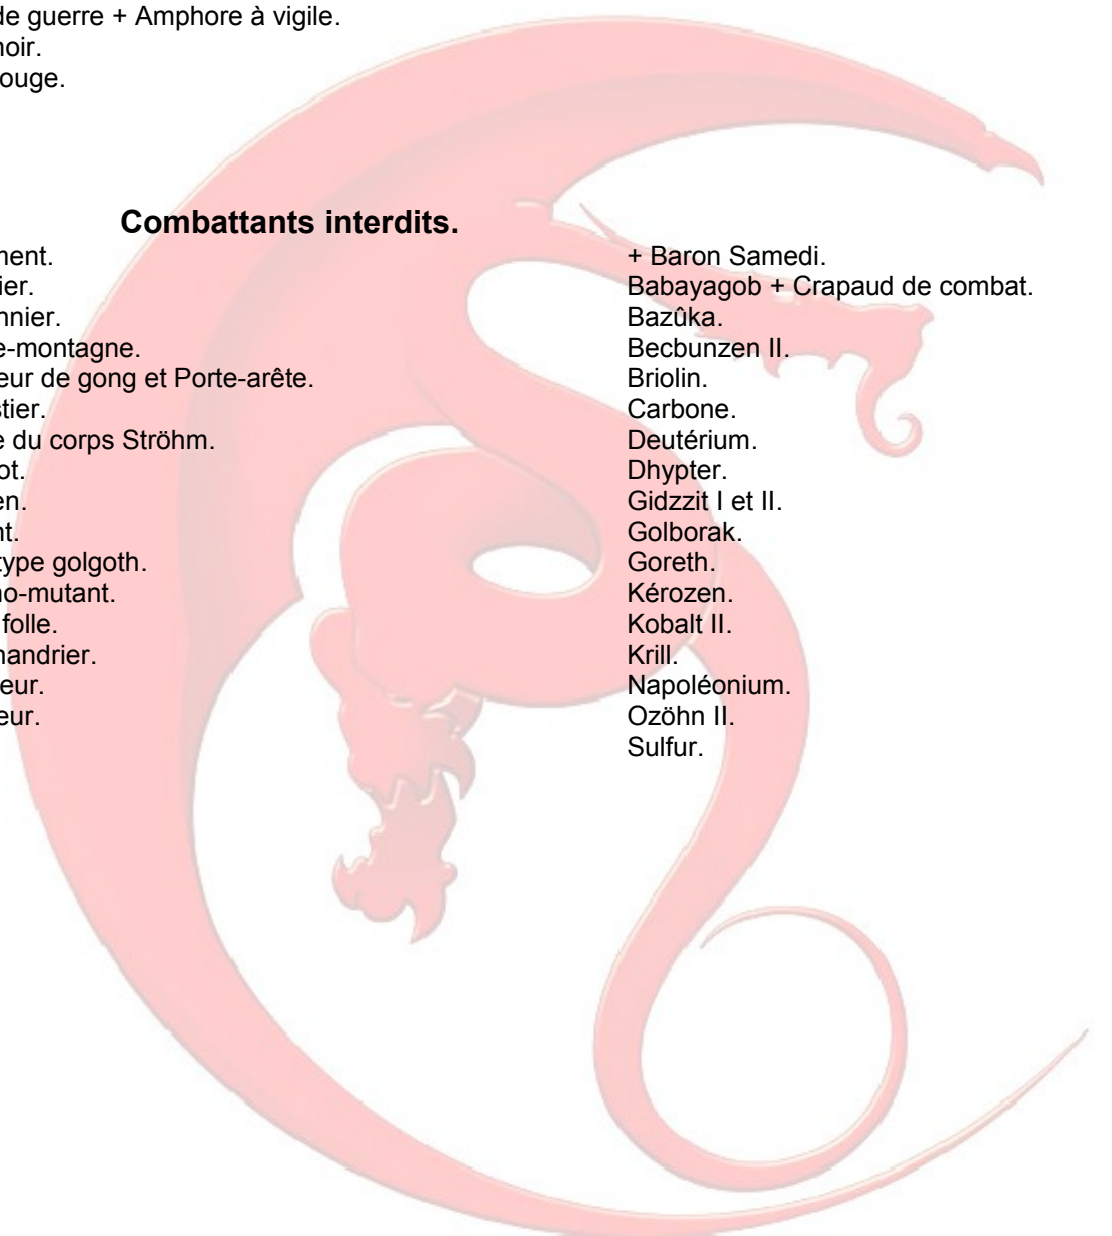 de guerre + Amphore à vigile.
noir.
ouge.
Combattants interdits.
ment.
ier.
nnier.
e-montagne.
eur de gong et Porte-arête.
stier.
e du corps Ströhm.
ot.
en.
nt.
type golgoth.
no-mutant.
folle.
nandrier.
eur.
eur.
+ Baron Samedi.
Babayagob + Crapaud de combat.
Bazûka.
Becbunzen II.
Briolin.
Carbone.
Deutérium.
Dhypter.
Gidzzit I et II.
Golborak.
Goreth.
Kérozen.
Kobalt II.
Krill.
Napoléonium.
Ozöhn II.
Sulfur.